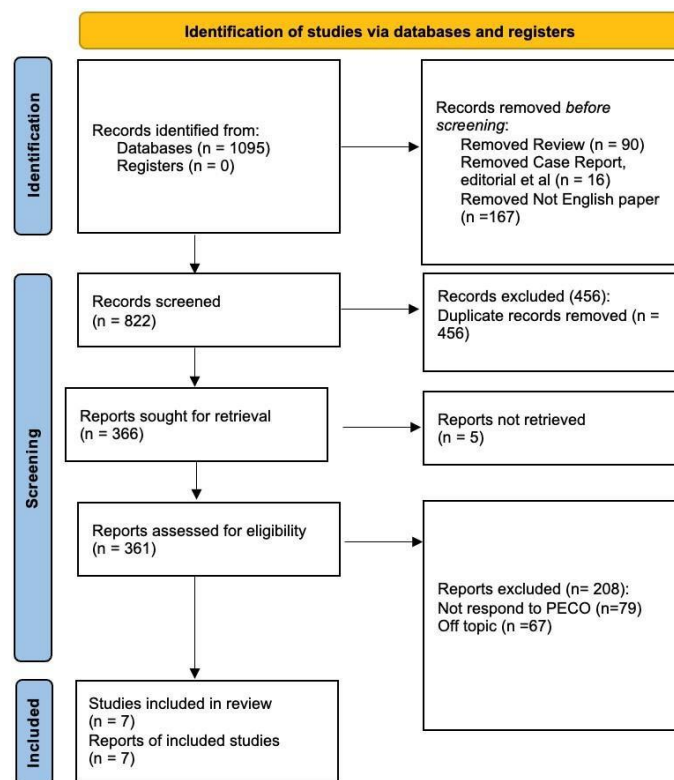 Identification of studies via databases and registers
Identification
Records identified from:
Databases (n = 1095)
Registers (n = 0)
Records removed before
screening:
Removed Review (n = 90)
Removed Case Report,
editorial et al (n = 16)
Removed Not English paper
(n =167)
Screening
Records screened
(n = 822)
Records excluded (456):
Duplicate records removed (n =
456)
Reports sought for retrieval
(n = 366)
Reports not retrieved
(n = 5)
Reports assessed for eligibility
(n = 361)
Reports excluded (n= 208):
Not respond to PECO (n=79)
Off topic (n =67)
Included
Studies included in review
(n = 7)
Reports of included studies
(n = 7)